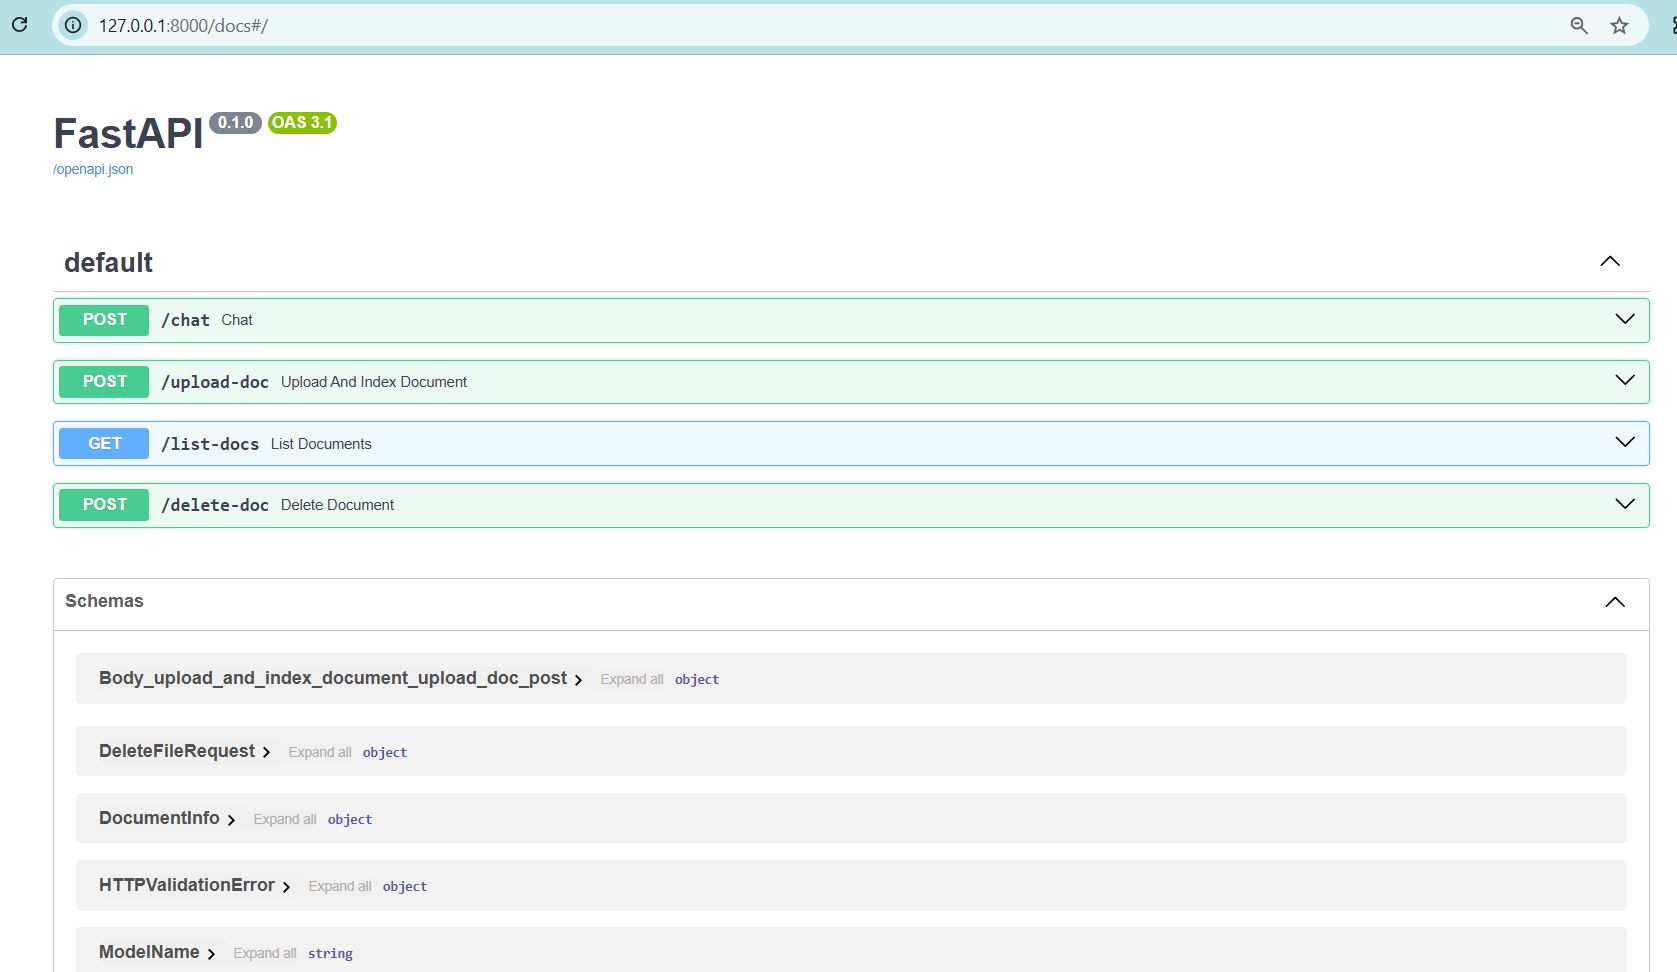 127.0.0.1:8000/docs#/
FastAPI 0.1.0 OAS 3.1
/openapi.json
default
POST /chat Chat
POST /upload-doc Upload And Index Document
GET /list-docs List Documents
POST /delete-doc Delete Document
Schemas
Body_upload_and_index_document_upload_doc_post Expand all object
DeleteFileRequest Expand all object
DocumentInfo Expand all object
HTTPValidationError Expand all object
ModelName Expand all string